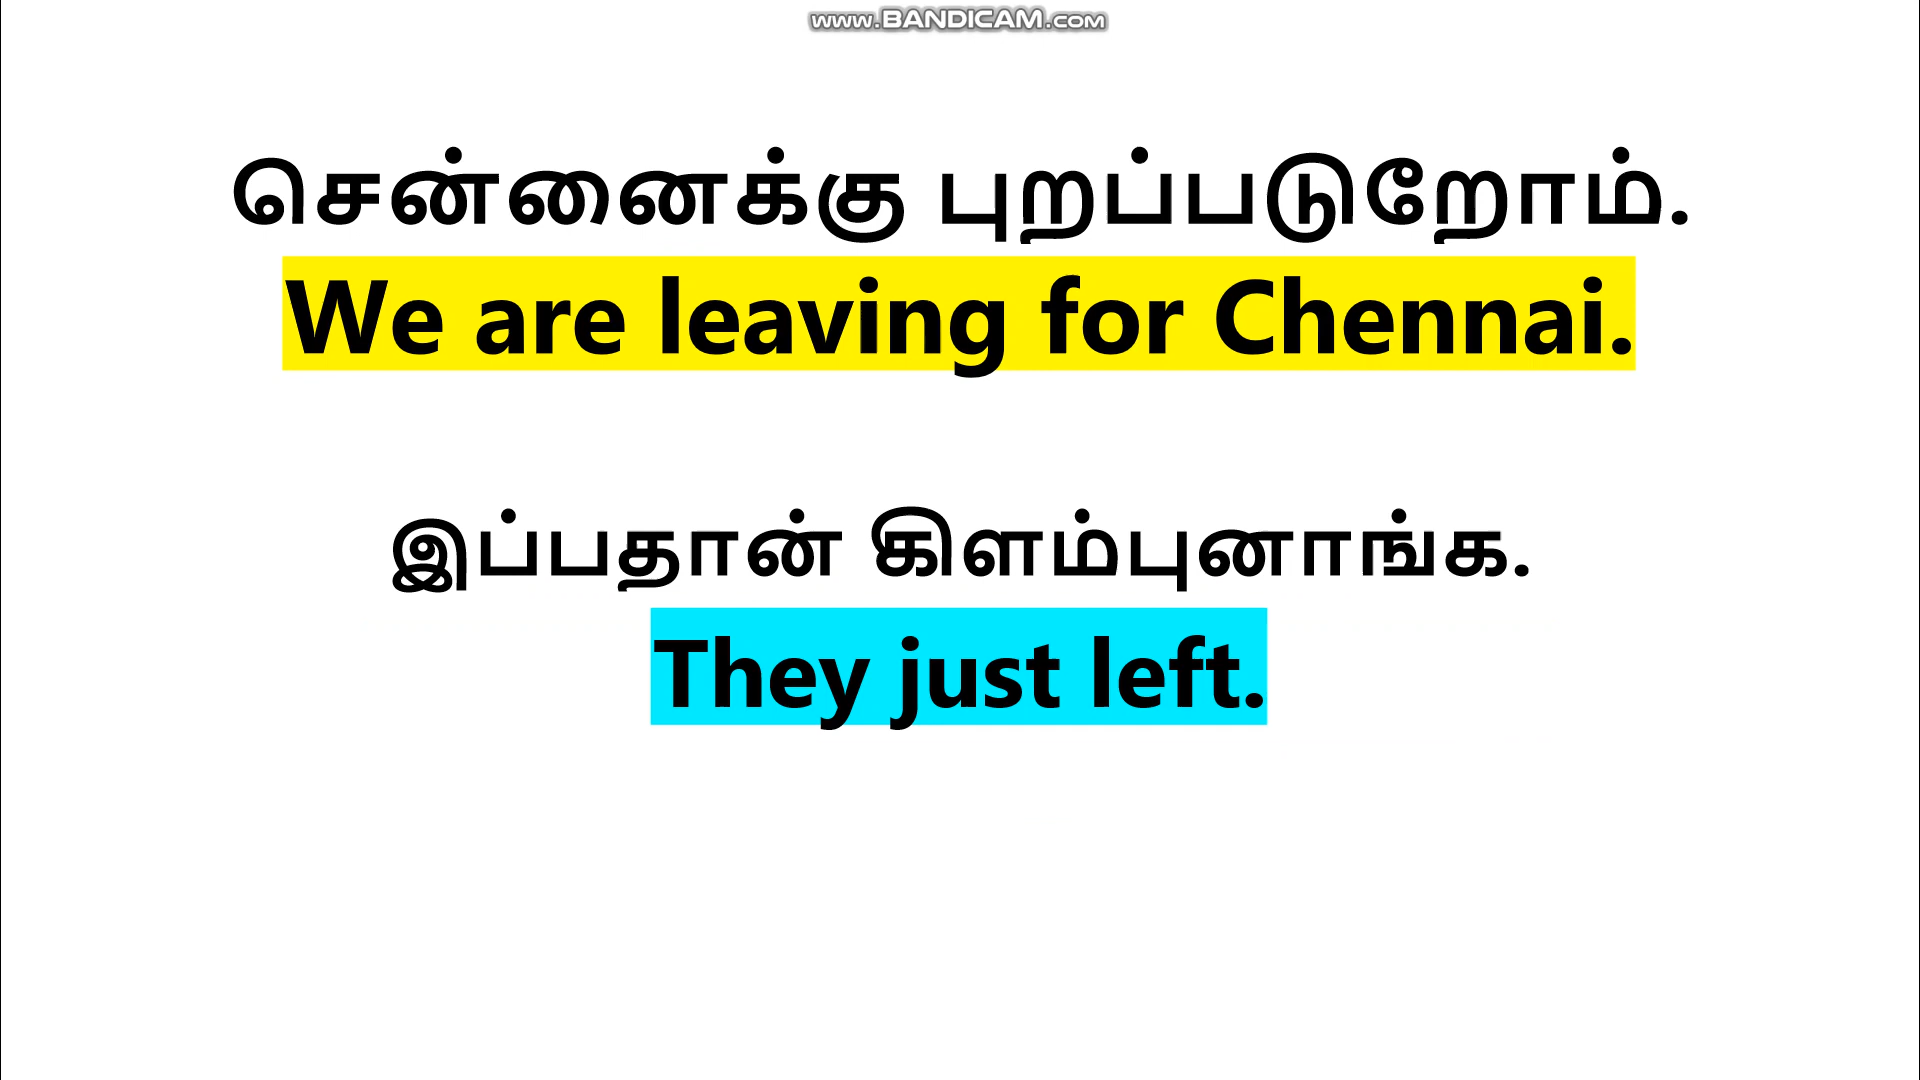 www.BANDICAM.com
சென்னைக்கு புறப்படுறோம்.
We are leaving for Chennai.
இப்பதான் கிளம்புனாங்க.
They just left.